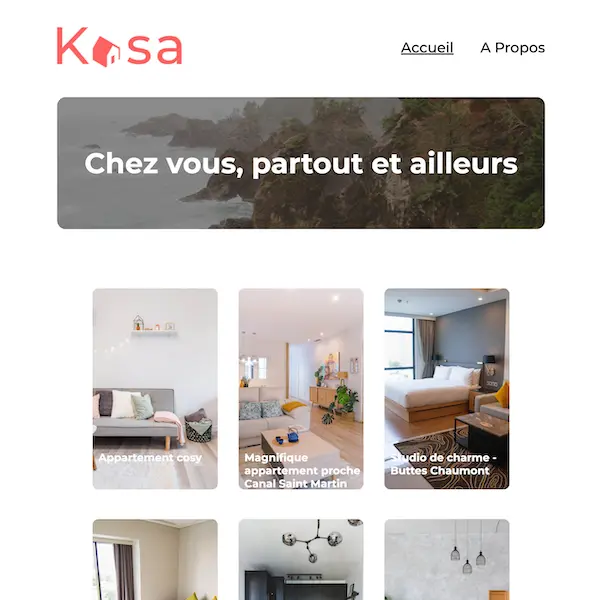 Kasa
Accueil
A Propos
Chez vous, partout et ailleurs
Appartement cosy
Magnifique
appartement proche
Canal Saint Martin
Studio de charme -
Buttes Chaumont